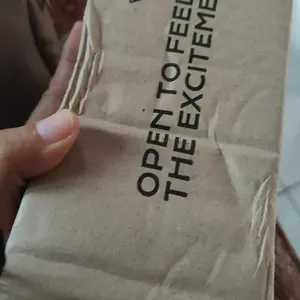 OPEN TO FEEL
THE EXCITEME